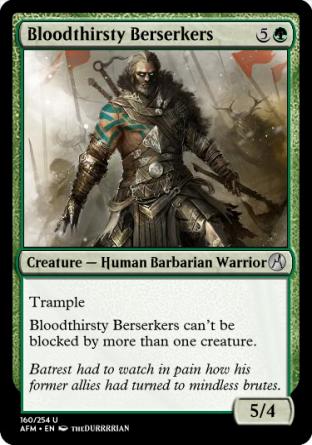 Bloodthirsty Berserkers 5
Creature — Human Barbarian Warrior
Trample
Bloodthirsty Berserkers can't be
blocked by more than one creature.
Batrest had to watch in pain how his
former allies had turned to mindless brutes.
5/4
160/254 U
AFM • EN THEDURRRRIAN